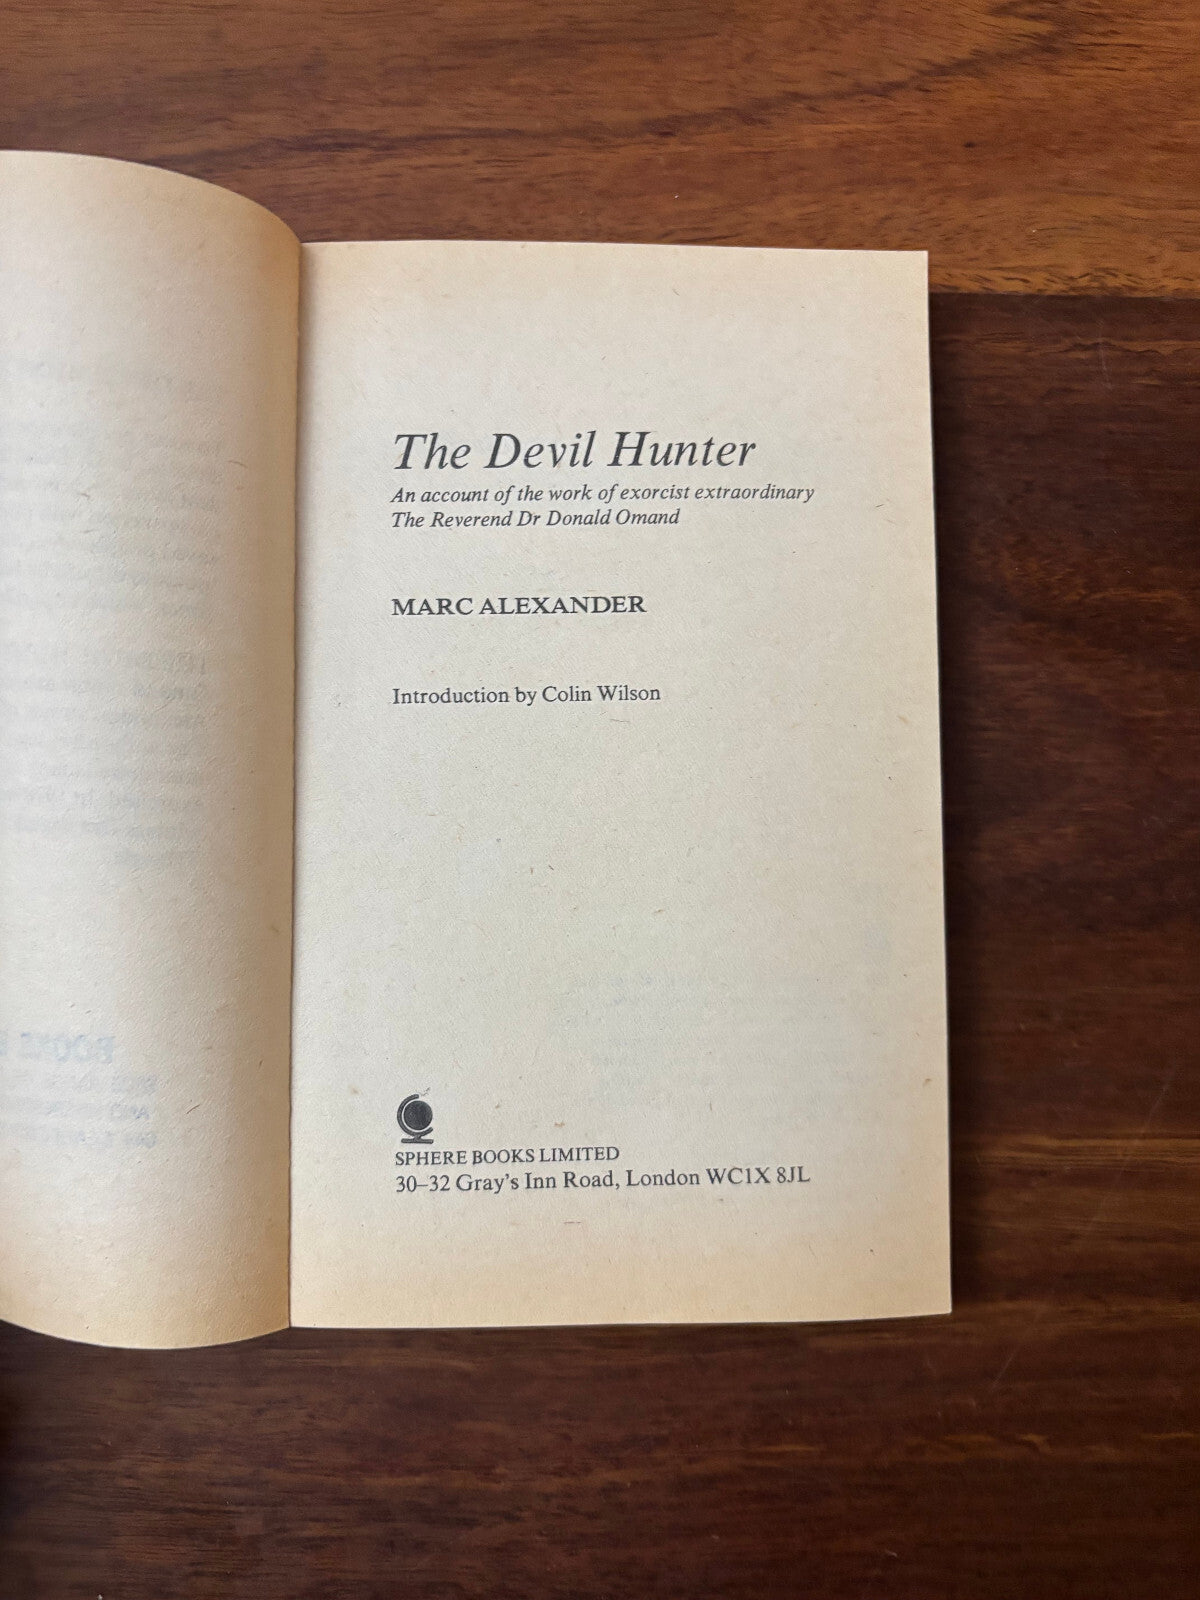 The Devil Hunter
An account of the work of exorcist extraordinary
The Reverend Dr Donald Omand
MARC ALEXANDER
Introduction by Colin Wilson
SPHERE BOOKS LIMITED
30–32 Gray's Inn Road, London WC1X 8JL